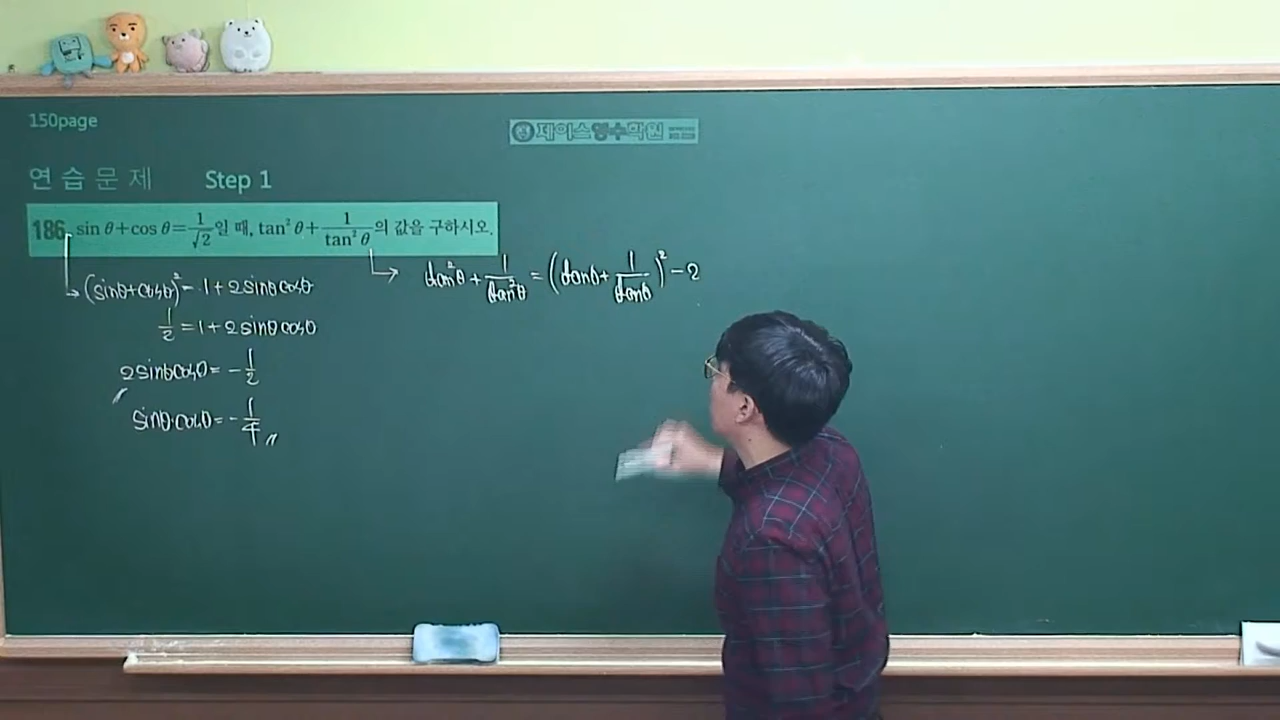 150page
제이스영수학원
연습문제 Step 1
186. sin θ+cos θ=1/√2일 때, tan² θ+1/tan² θ의 값을 구하시오.
(sinθ+cosθ)²=1+2sinθcosθ
1/2=1+2sinθcosθ
2sinθcosθ=-1/2
sinθ·cosθ=-1/4
tan²θ+1/tan²θ=(tanθ+1/tanθ)²-2